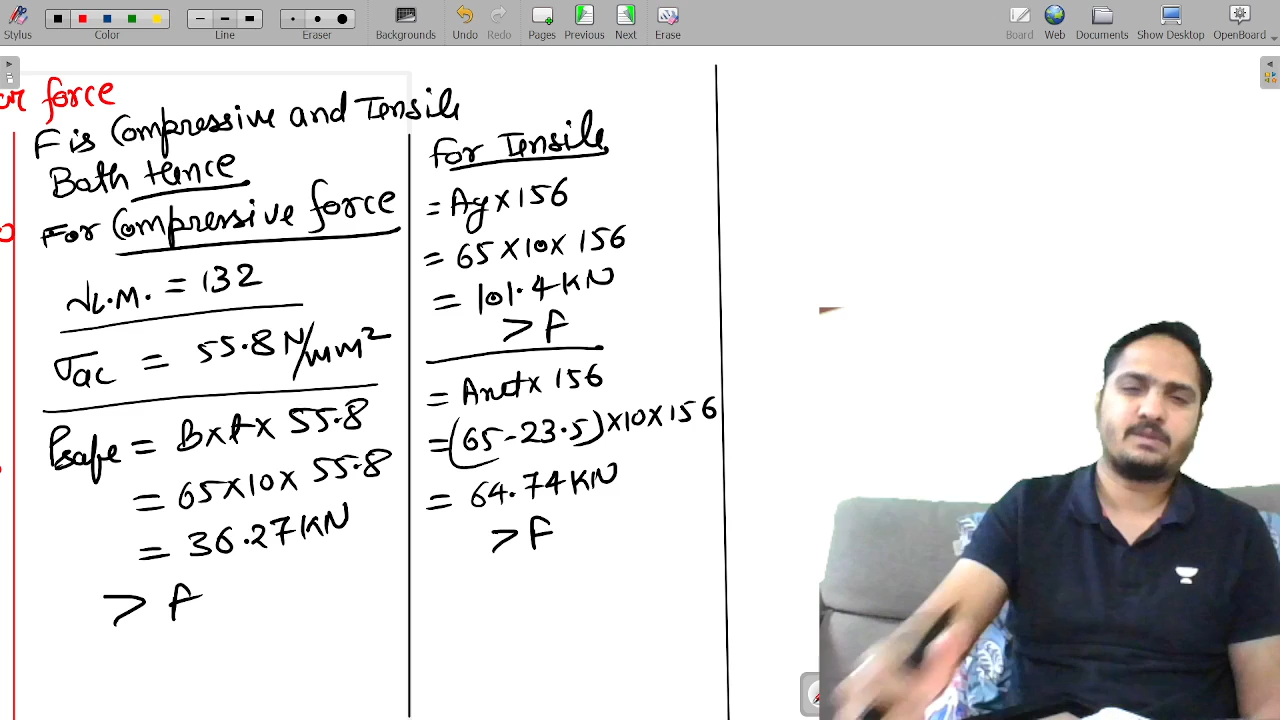 Stylus
Color
Line
Eraser
Backgrounds
Undo
Redo
Pages
Previous
Next
Erase
Board
Web
Documents
Show Desktop
OpenBoard
force
F is Compressive and Tensile
Both Hence
For Compressive force
S.R.M. = 132
σac = 55.8 N/mm²
Psafe = B×t× 55.8
= 65×10× 55.8
= 36.27 KN
> F
For Tensile
= Ag × 156
= 65 ×10× 156
= 101.4 KN
> F
= Anet× 156
= (65-23.5)×10×156
= 64.74 KN
> F